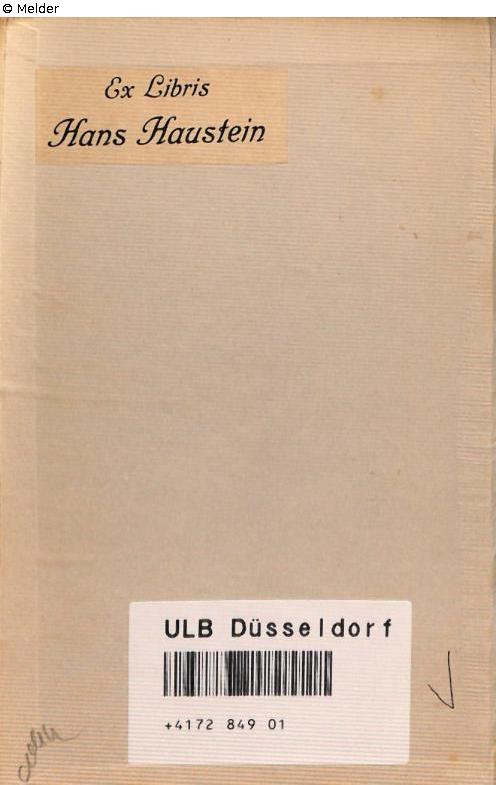 © Melder
Ex Libris
Hans Haustein
ULB Düsseldorf
+4172 849 01